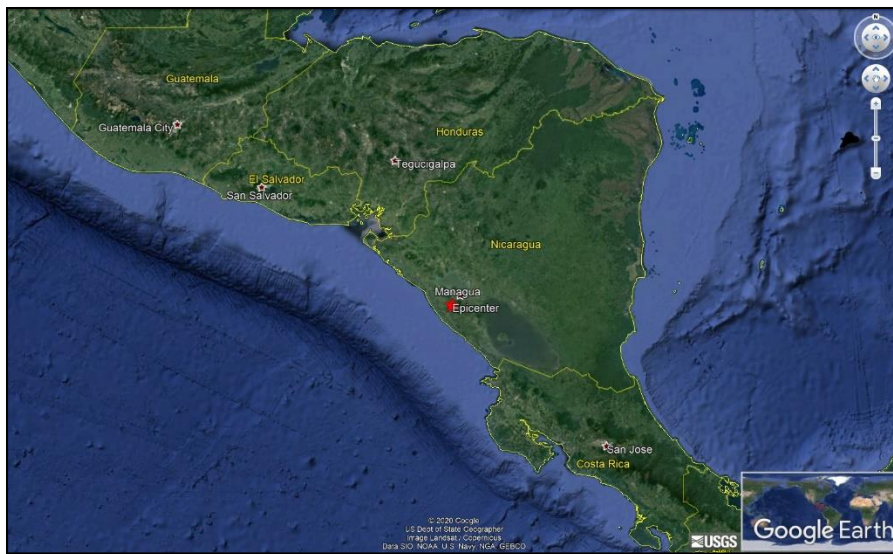 N
Guatemala
Guatemala City
Honduras
Tegucigalpa
El Salvador
San Salvador
Nicaragua
Managua
Epicenter
San Jose
Costa Rica
© 2020 Google
US Dept of State Geographer
Image Landsat / Copernicus
Data SIO, NOAA, U.S. Navy, NGA, GEBCO
USGS
Google Earth